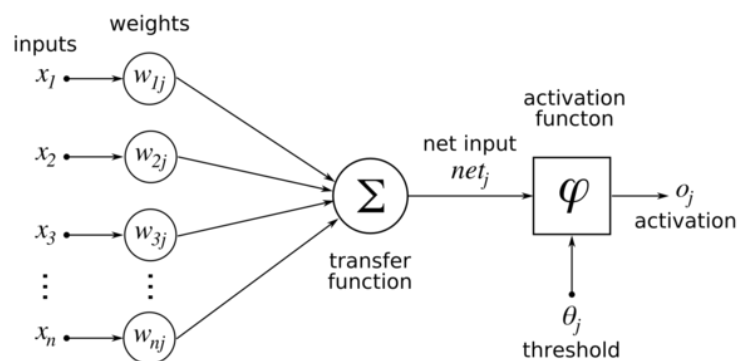 weights
inputs
x₁
w₁ⱼ
activation
functon
x₂
w₂ⱼ
net input
netⱼ
Σ
φ
oⱼ
activation
x₃
w₃ⱼ
transfer
function
⋮
⋮
θⱼ
threshold
xₙ
wₙⱼ